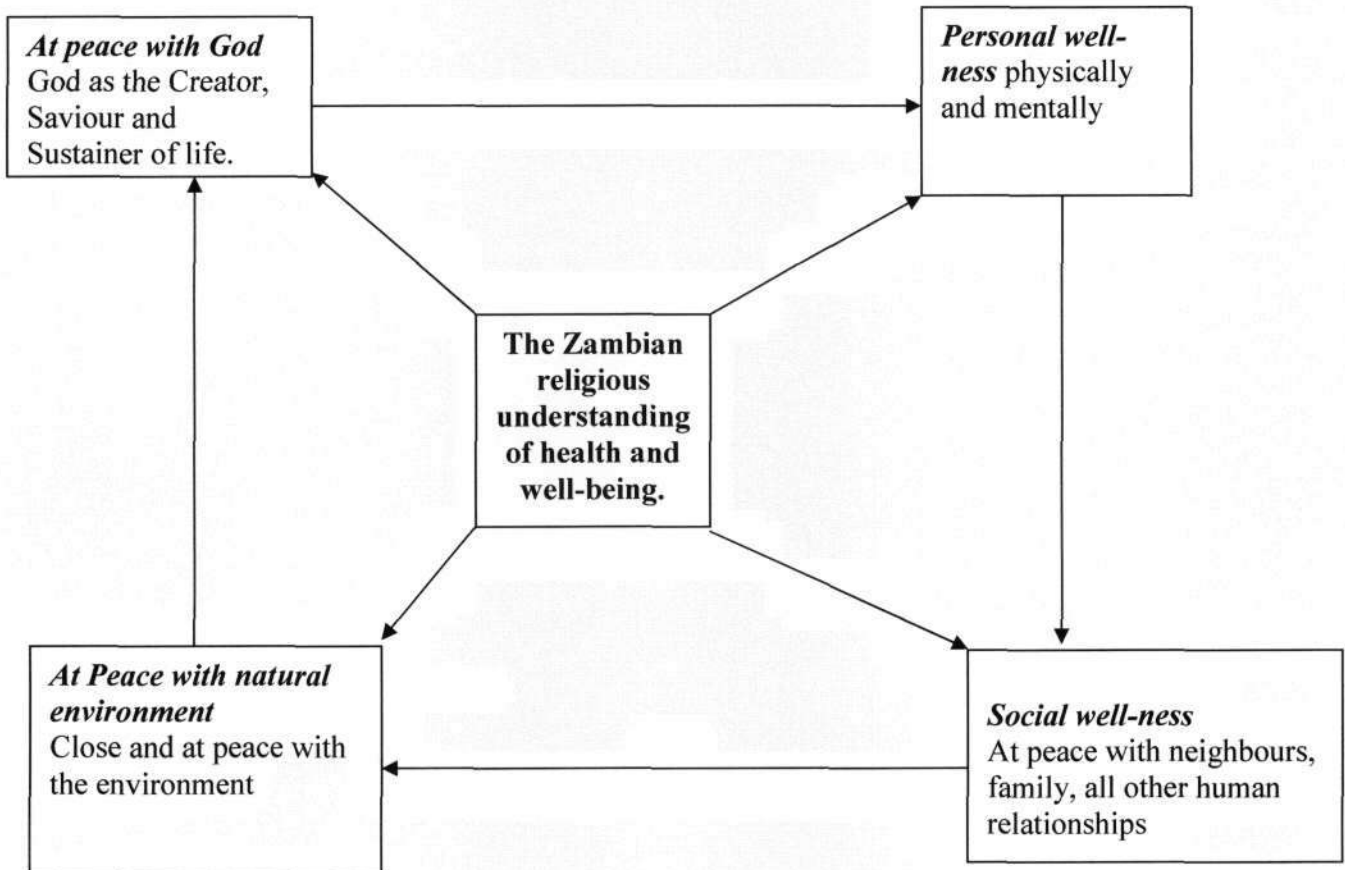 At peace with God
God as the Creator,
Saviour and
Sustainer of life.
Personal well-
ness physically
and mentally
The Zambian
religious
understanding
of health and
well-being.
At Peace with natural
environment
Close and at peace with
the environment
Social well-ness
At peace with neighbours,
family, all other human
relationships